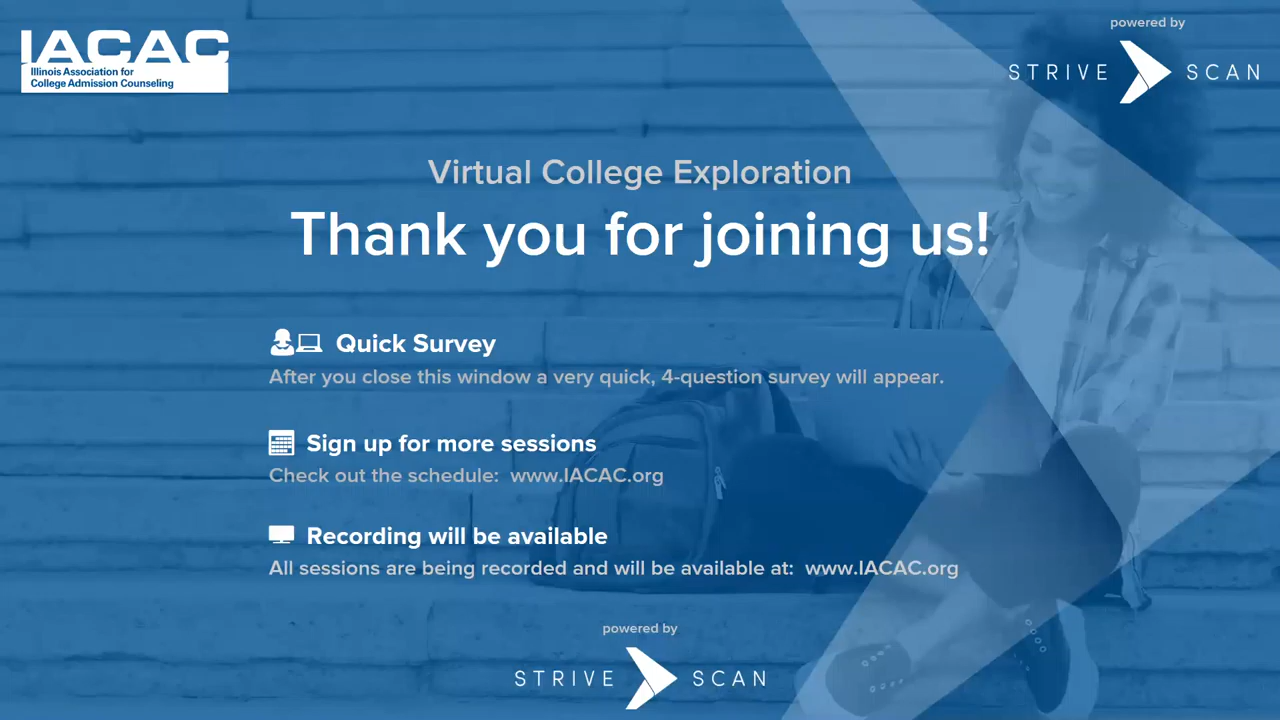 IACAC
Illinois Association for
College Admission Counseling
powered by
STRIVE SCAN
Virtual College Exploration
Thank you for joining us!
Quick Survey
After you close this window a very quick, 4-question survey will appear.
Sign up for more sessions
Check out the schedule: www.IACAC.org
Recording will be available
All sessions are being recorded and will be available at: www.IACAC.org
powered by
STRIVE SCAN